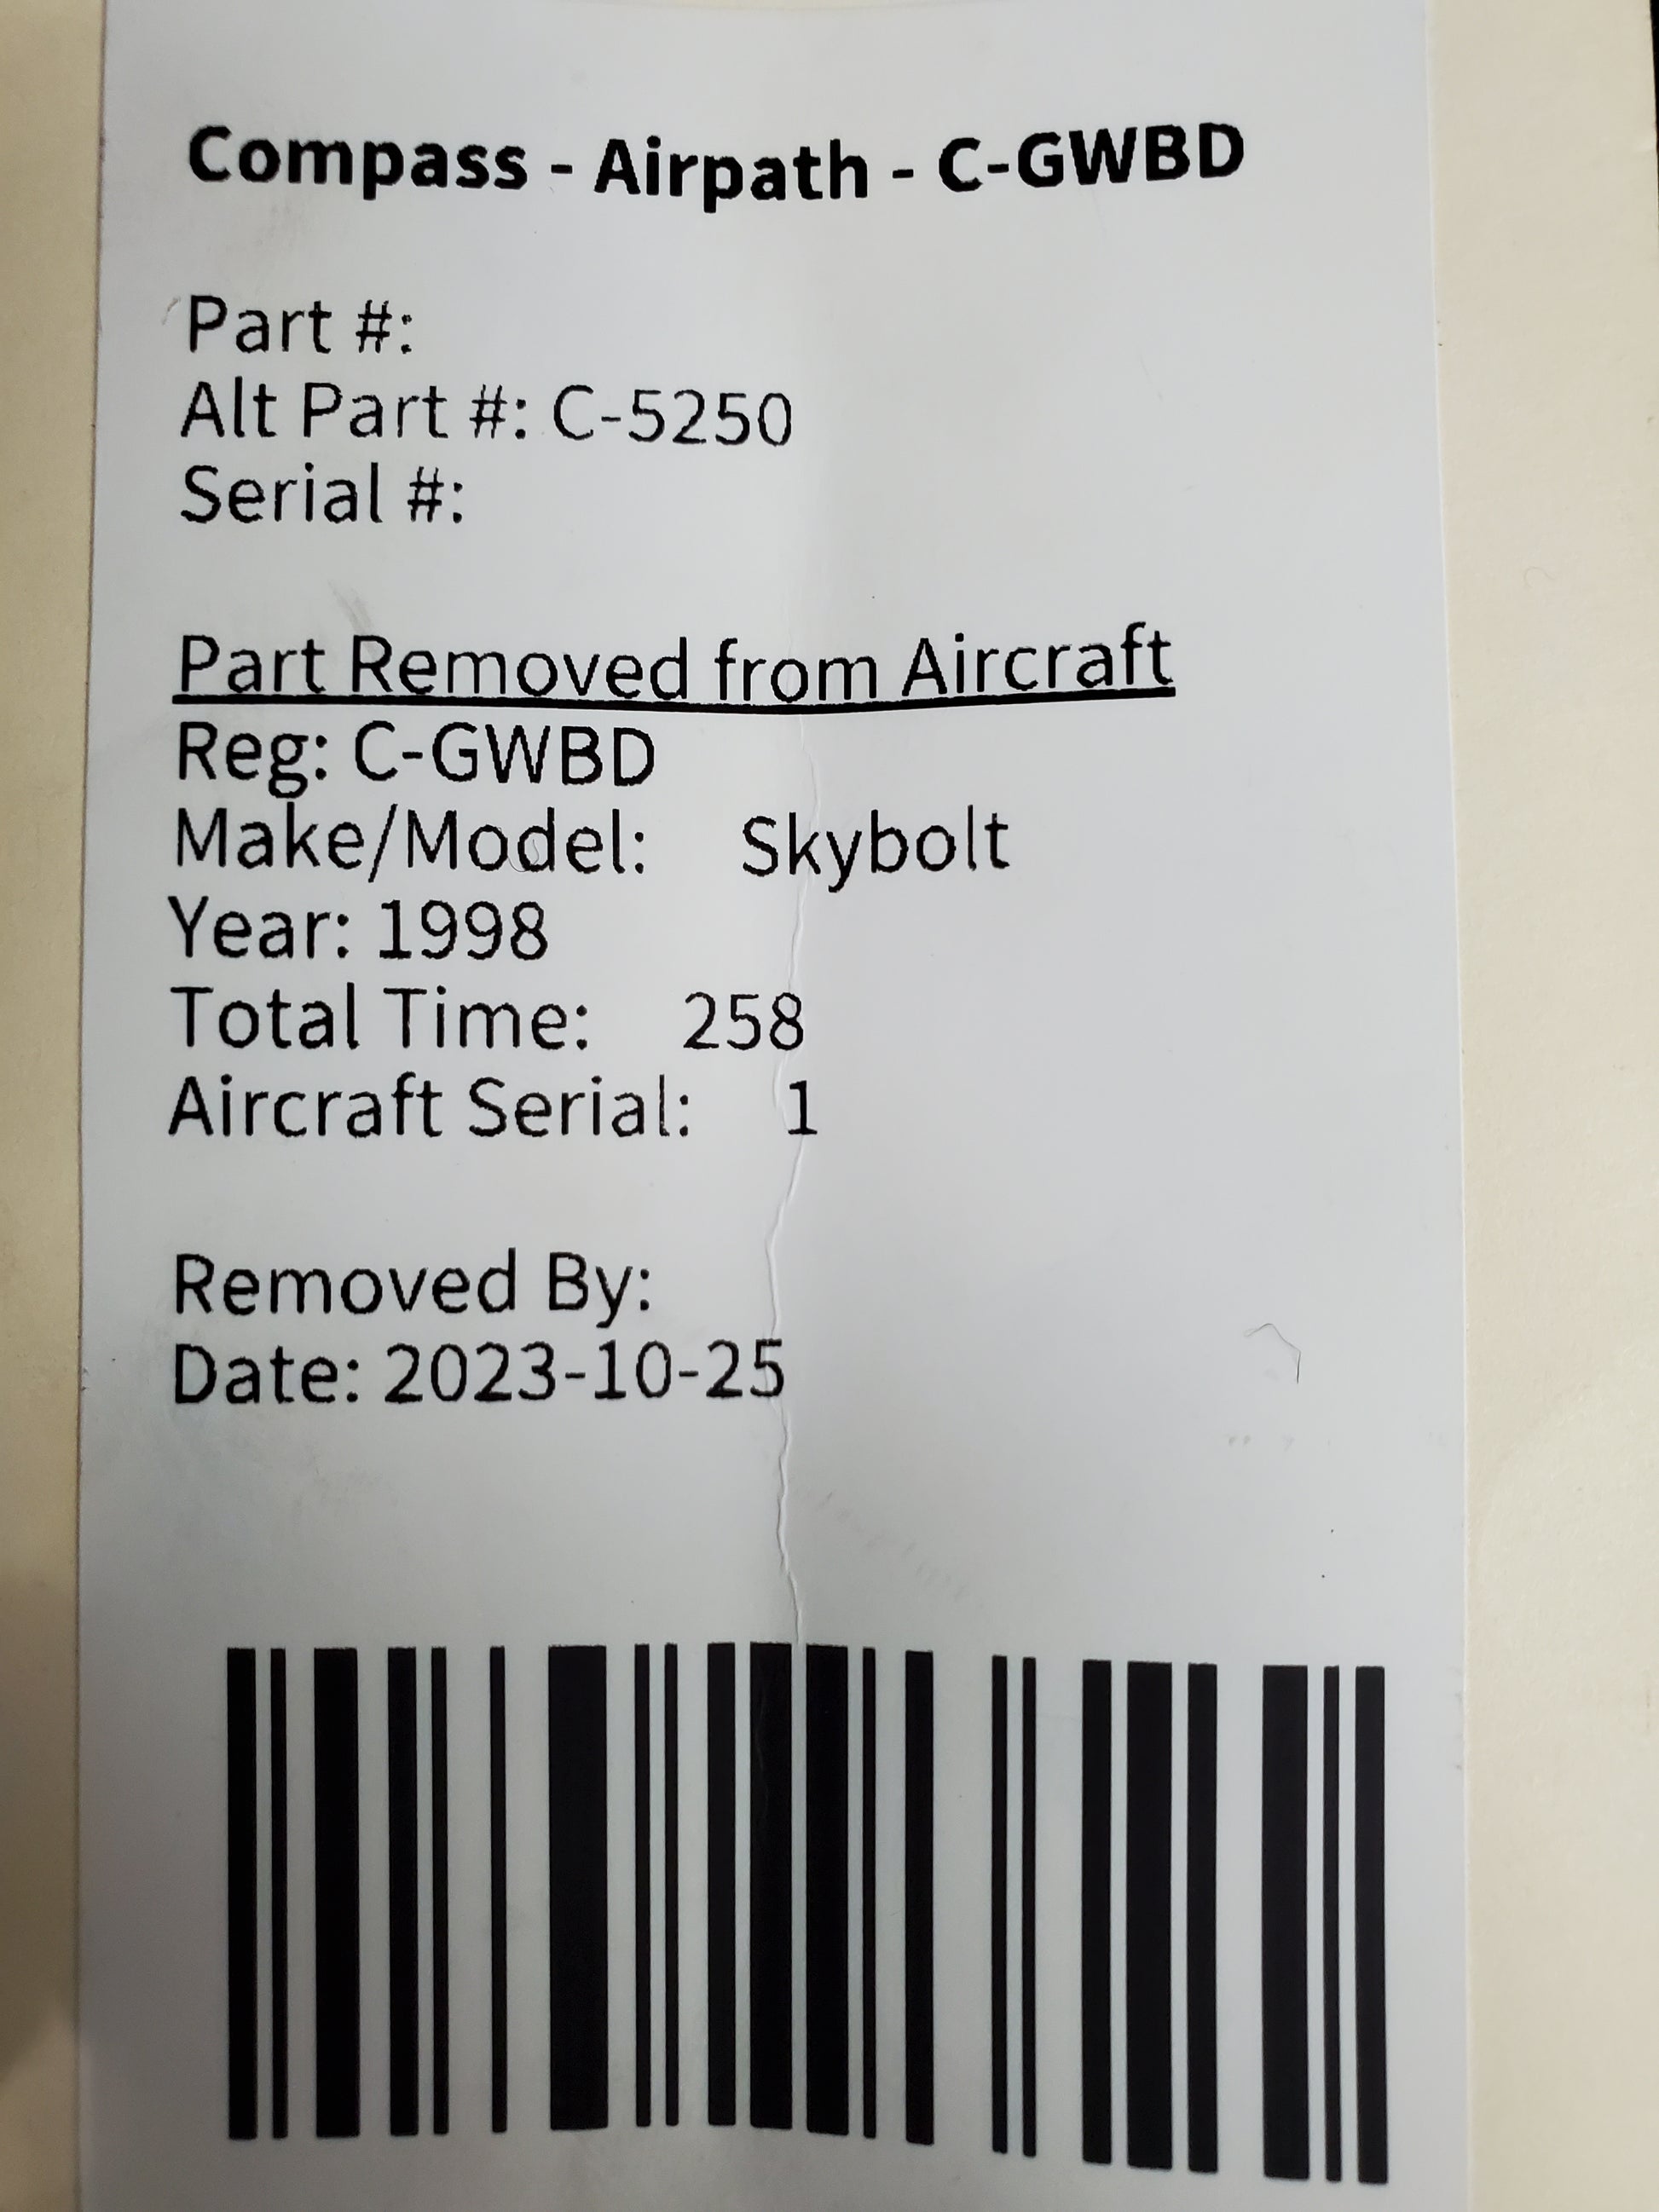 Compass - Airpath - C-GWBD
Part #:
Alt Part #: C-5250
Serial #:
Part Removed from Aircraft
Reg: C-GWBD
Make/Model: Skybolt
Year: 1998
Total Time: 258
Aircraft Serial: 1
Removed By:
Date: 2023-10-25